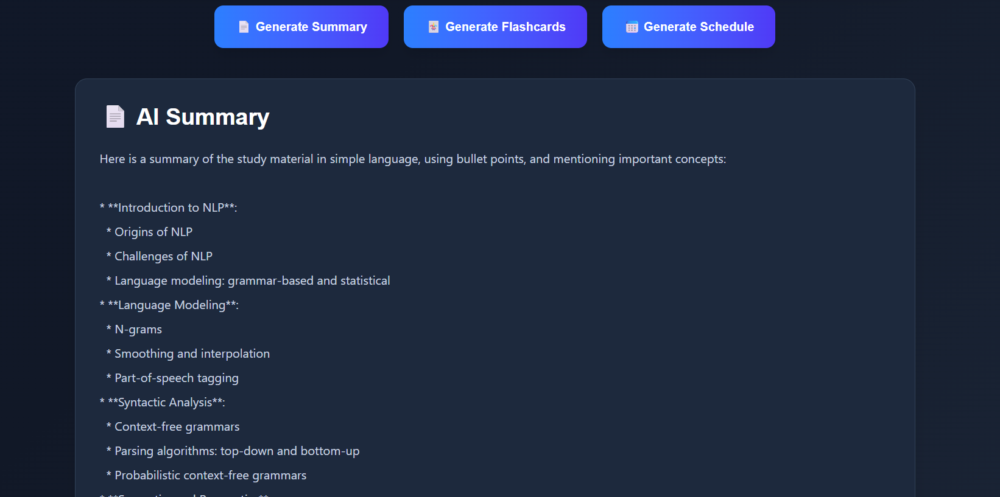 Generate Summary
Generate Flashcards
Generate Schedule
AI Summary
Here is a summary of the study material in simple language, using bullet points, and mentioning important concepts:
* **Introduction to NLP**:
* Origins of NLP
* Challenges of NLP
* Language modeling: grammar-based and statistical
* **Language Modeling**:
* N-grams
* Smoothing and interpolation
* Part-of-speech tagging
* **Syntactic Analysis**:
* Context-free grammars
* Parsing algorithms: top-down and bottom-up
* Probabilistic context-free grammars